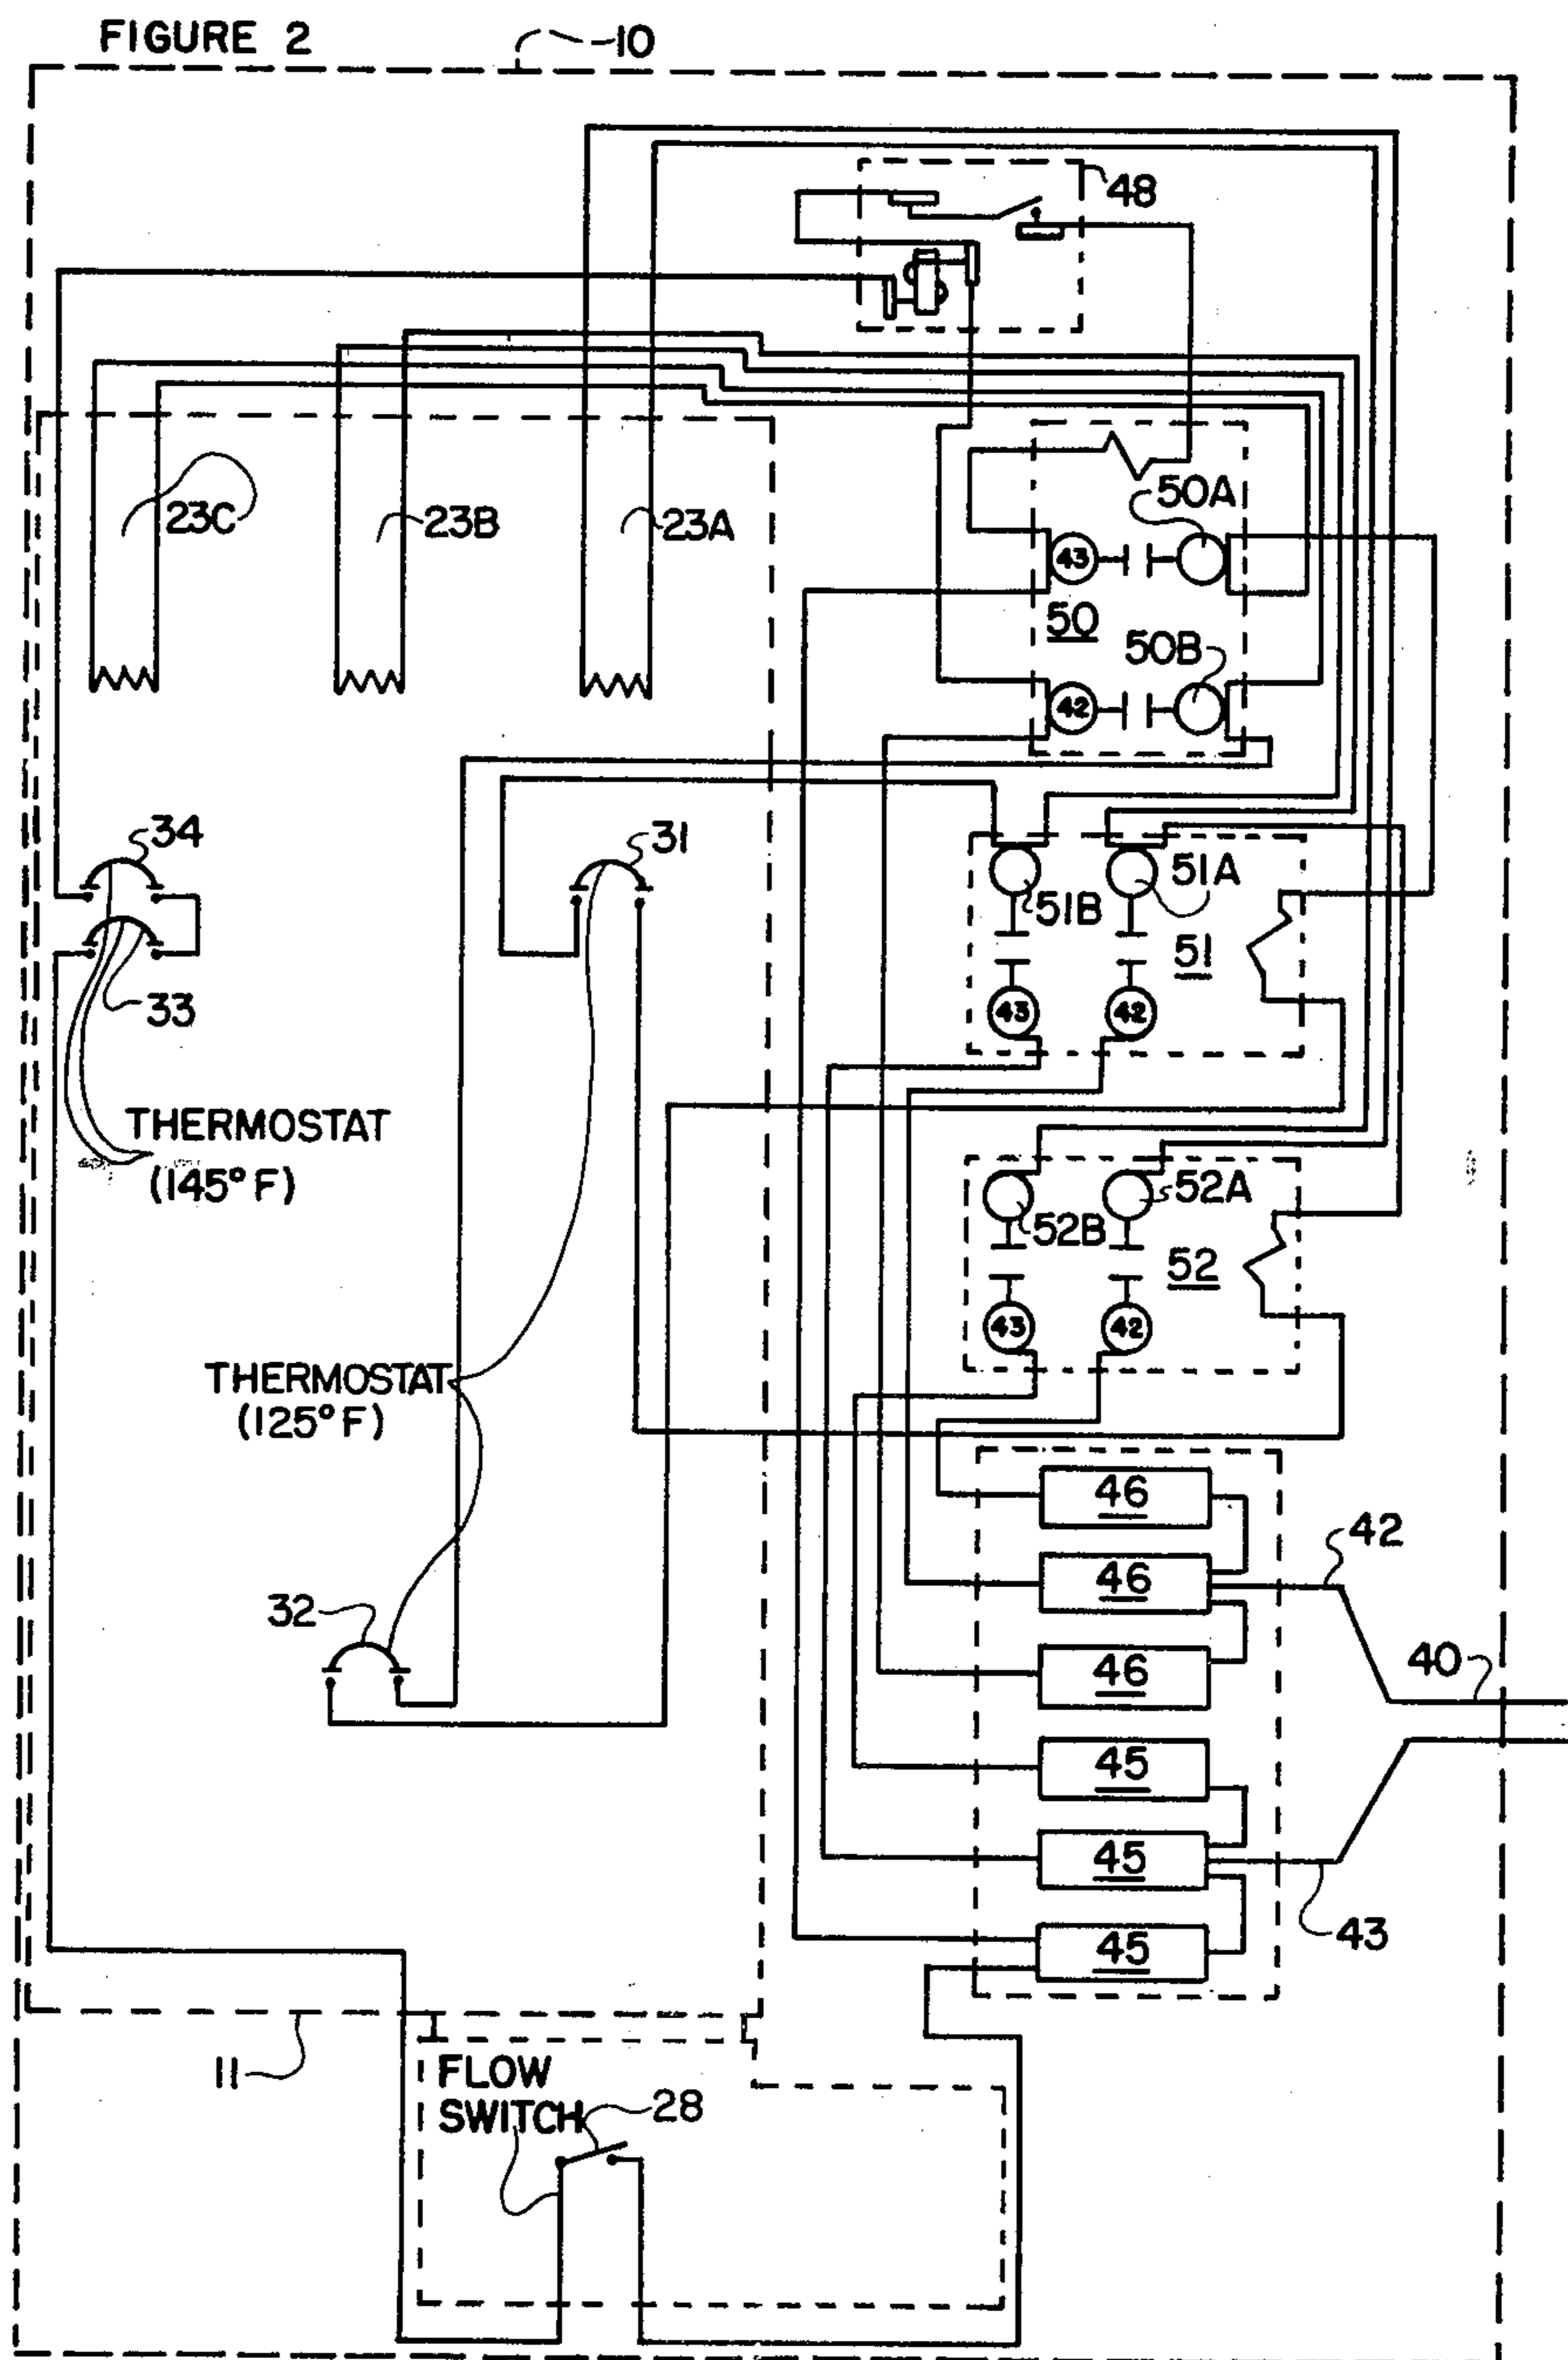 FIGURE 2
10
48
50A
23C
23B
23A
43
50
50B
42
34
31
51A
51B
51
33
43
42
THERMOSTAT
(145°F)
52A
52B
52
43
42
THERMOSTAT
(125°F)
46
42
46
32
46
40
45
45
43
45
11
FLOW
SWITCH
28